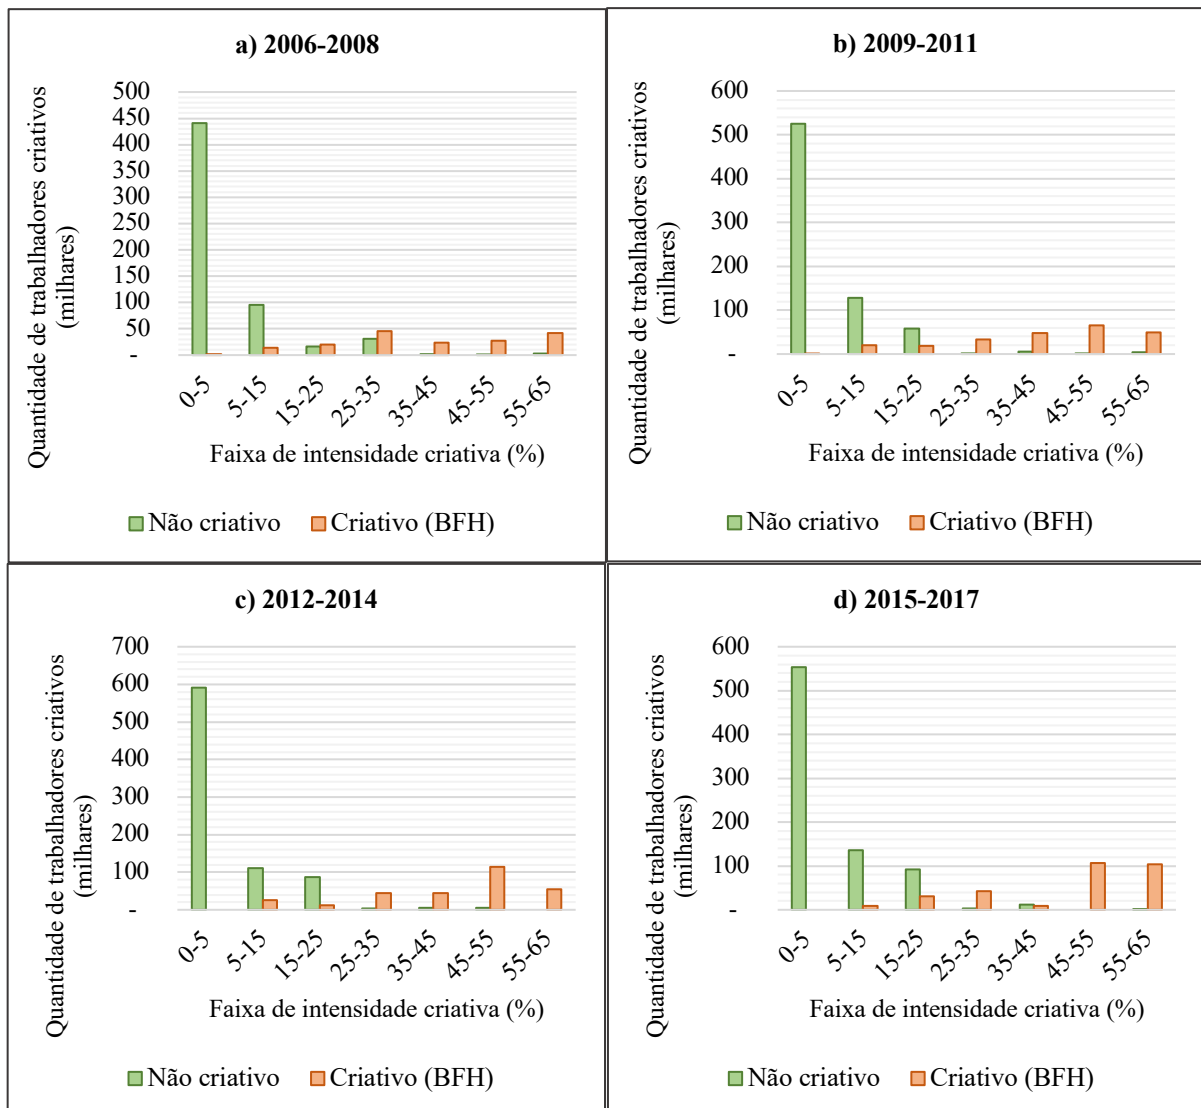 a) 2006-2008
Quantidade de trabalhadores criativos
(milhares)
500
450
400
350
300
250
200
150
100
50
-
0-5
5-15
15-25
25-35
35-45
45-55
55-65
Faixa de intensidade criativa (%)
Não criativo
Criativo (BFH)
b) 2009-2011
Quantidade de trabalhadores criativos
(milhares)
600
500
400
300
200
100
-
0-5
5-15
15-25
25-35
35-45
45-55
55-65
Faixa de intensidade criativa (%)
Não criativo
Criativo (BFH)
c) 2012-2014
Quantidade de trabalhadores criativos
(milhares)
700
600
500
400
300
200
100
-
0-5
5-15
15-25
25-35
35-45
45-55
55-65
Faixa de intensidade criativa (%)
Não criativo
Criativo (BFH)
d) 2015-2017
Quantidade de trabalhadores criativos
(milhares)
600
500
400
300
200
100
-
0-5
5-15
15-25
25-35
35-45
45-55
55-65
Faixa de intensidade criativa (%)
Não criativo
Criativo (BFH)